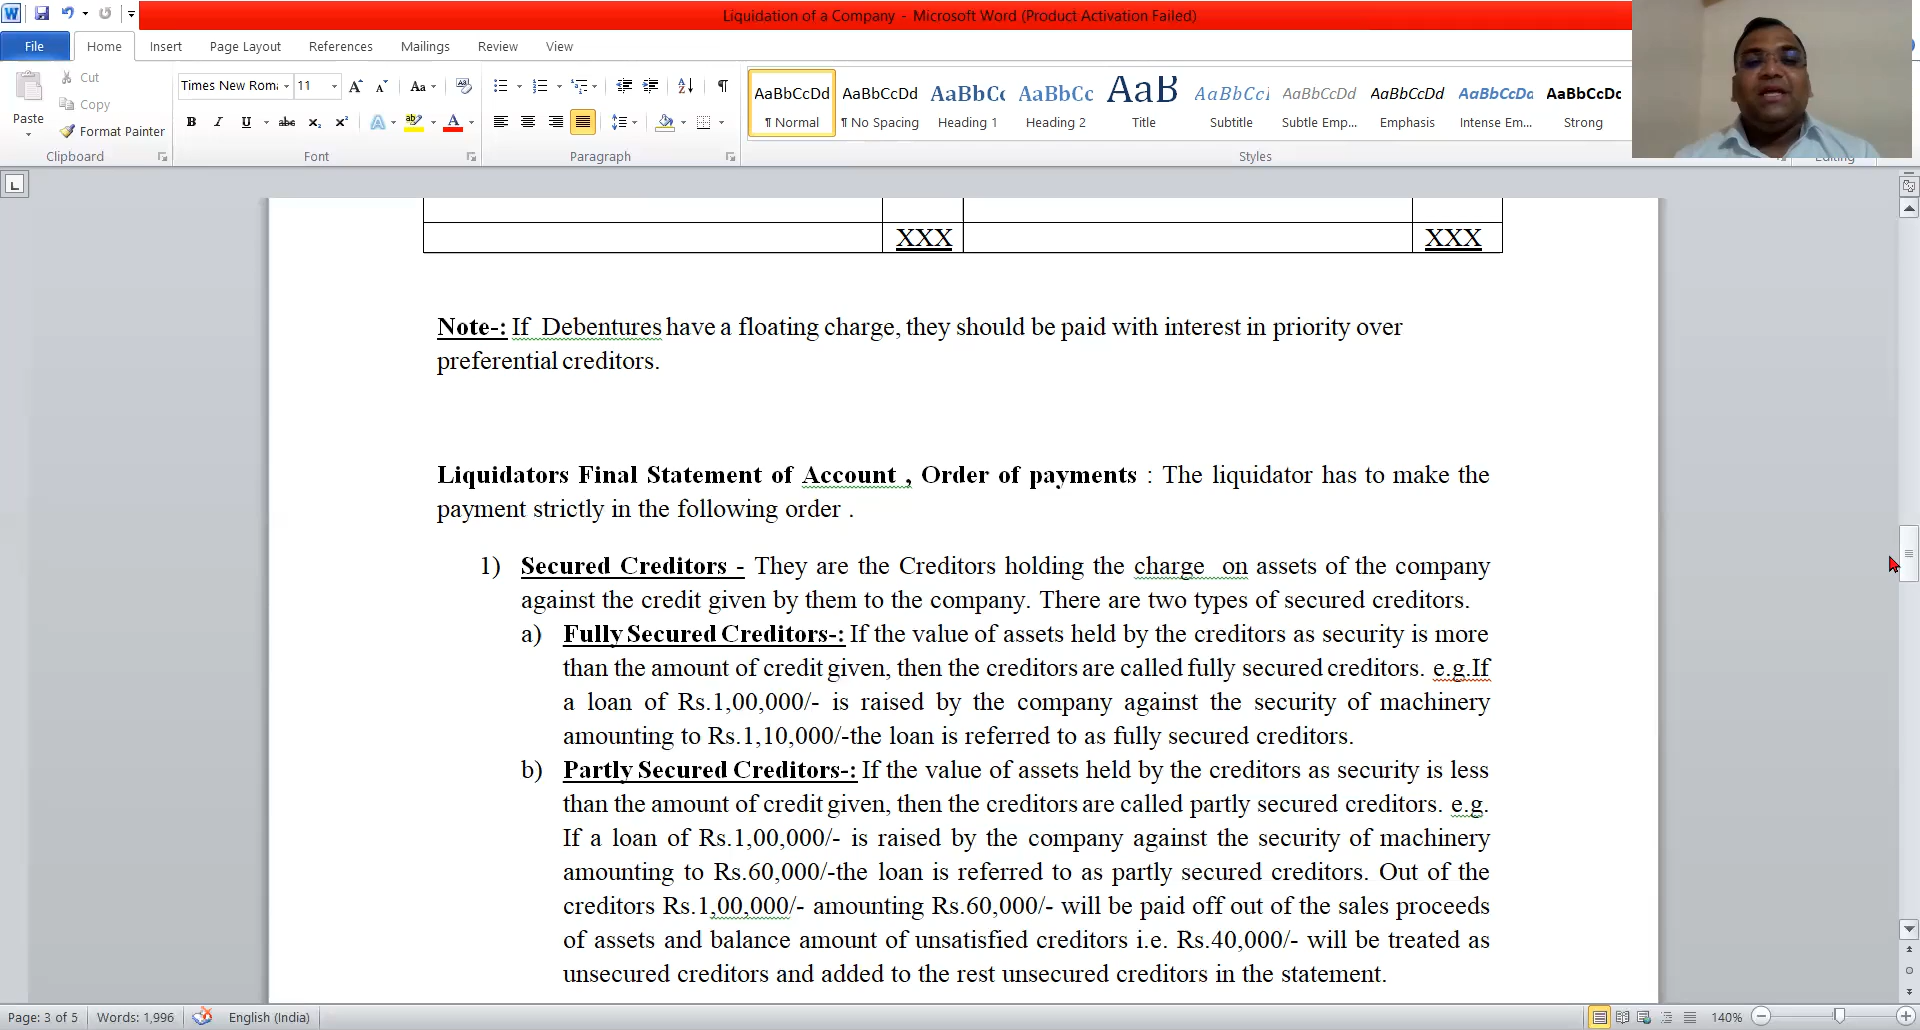 Liquidation of a Company - Microsoft Word (Product Activation Failed)
File Home Insert Page Layout References Mailings Review View
Cut
Copy
Format Painter
Paste
Times New Rom 11
AaBbCcDd AaBbCcDd AaBbCc AaBbCc AaB AaBbCcI AaBbCcDd AaBbCcDd AaBbCcDd AaBbCcDd
¶ Normal ¶ No Spacing Heading 1 Heading 2 Title Subtitle Subtle Emp... Emphasis Intense Em... Strong
Clipboard Font Paragraph Styles Editing
XXX XXX
Note-: If Debentures have a floating charge, they should be paid with interest in priority over
preferential creditors.
Liquidators Final Statement of Account , Order of payments : The liquidator has to make the
payment strictly in the following order .
1) Secured Creditors - They are the Creditors holding the charge on assets of the company
against the credit given by them to the company. There are two types of secured creditors.
a) Fully Secured Creditors-: If the value of assets held by the creditors as security is more
than the amount of credit given, then the creditors are called fully secured creditors. e.g.If
a loan of Rs.1,00,000/- is raised by the company against the security of machinery
amounting to Rs.1,10,000/-the loan is referred to as fully secured creditors.
b) Partly Secured Creditors-: If the value of assets held by the creditors as security is less
than the amount of credit given, then the creditors are called partly secured creditors. e.g.
If a loan of Rs.1,00,000/- is raised by the company against the security of machinery
amounting to Rs.60,000/-the loan is referred to as partly secured creditors. Out of the
creditors Rs.1,00,000/- amounting Rs.60,000/- will be paid off out of the sales proceeds
of assets and balance amount of unsatisfied creditors i.e. Rs.40,000/- will be treated as
unsecured creditors and added to the rest unsecured creditors in the statement.
Page: 3 of 5 Words: 1,996 English (India) 140%